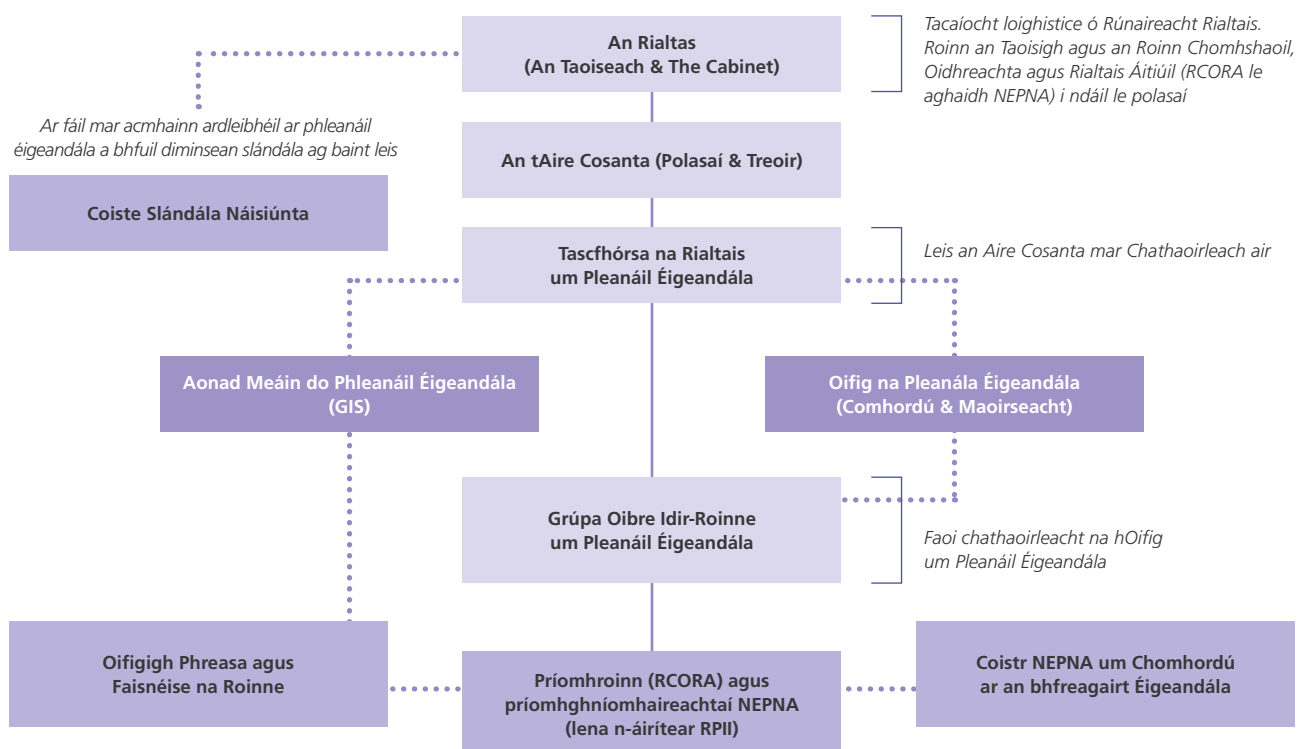 An Rialtas
(An Taoiseach & The Cabinet)
Tacaíocht loighistice ó Rúnaireacht Rialtais.
Roinn an Taoisigh agus an Roinn Chomhshaoil,
Oidhreachta agus Rialtais Áitiúil (RCORA le
aghaidh NEPNA) i ndáil le polasaí
Ar fáil mar acmhainn ardleibhéil ar phleanáil
éigeandála a bhfuil diminsean slándála ag baint leis
An tAire Cosanta (Polasaí & Treoir)
Coiste Slándála Náisiúnta
Tascfhórsa na Rialtais
um Pleanáil Éigeandála
Leis an Aire Cosanta mar Chathaoirleach air
Aonad Meáin do Phleanáil Éigeandála
(GIS)
Oifig na Pleanála Éigeandála
(Comhordú & Maoirseacht)
Grúpa Oibre Idir-Roinne
um Pleanáil Éigeandála
Faoi chathaoirleacht na hOifig
um Pleanáil Éigeandála
Oifigigh Phreasa agus
Faisnéise na Roinne
Príomhroinn (RCORA) agus
príomhghníomhaireachtaí NEPNA
(lena n-áirítear RPII)
Coistr NEPNA um Chomhordú
ar an bhfreagairt Éigeandála